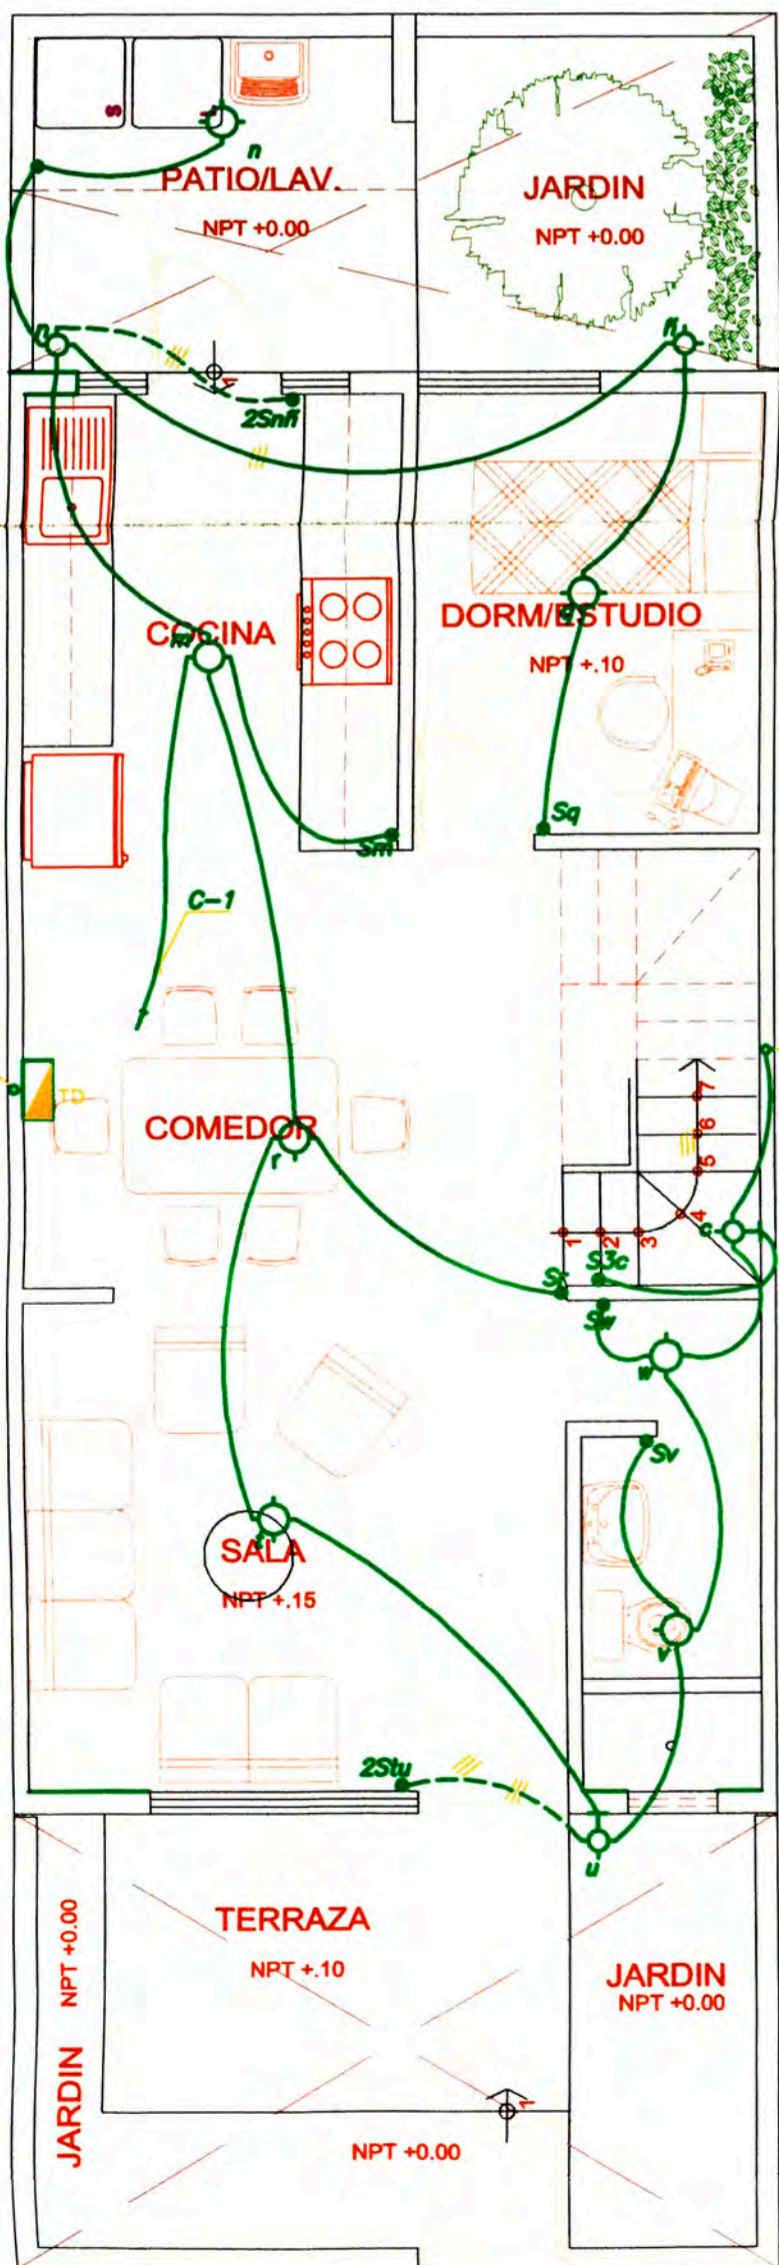 S
n
PATIO/LAV.
NPT +0.00
JARDIN
NPT +0.00
n
ñ
1
2Snñ
COCINA
m
DORM/ESTUDIO
q
NPT +.10
Sm
Sq
C-1
TD
COMEDOR
r
7
6
5
4
3
2
1
c
S3c
Sr
Sw
w
Sv
SALA
t
NPT +.15
v
2Stu
u
TERRAZA
NPT +.10
JARDIN
NPT +0.00
JARDIN NPT +0.00
1
NPT +0.00